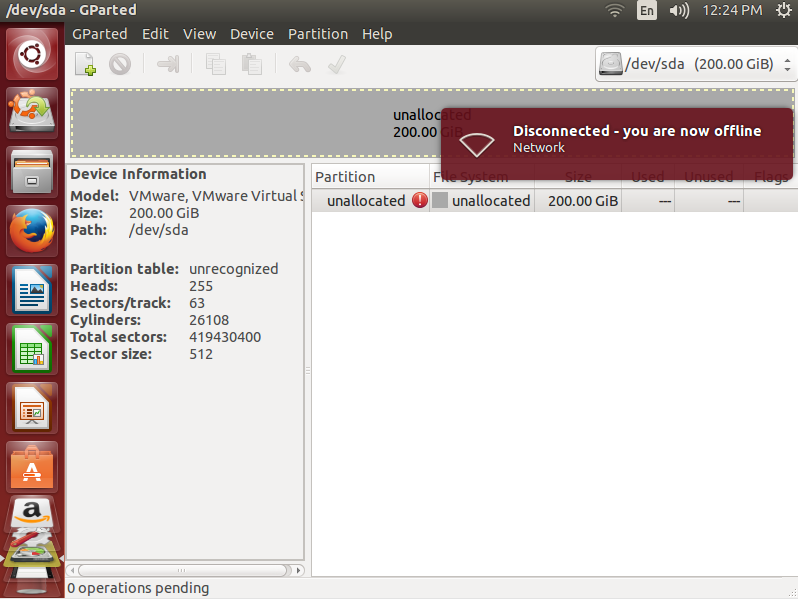 /dev/sda - GParted
En
12:24 PM
GParted Edit View Device Partition Help
/dev/sda (200.00 GiB)
unallocated
200.00 GiB
Disconnected - you are now offline
Network
Device Information
Model: VMware, VMware Virtual S
Size: 200.00 GiB
Path: /dev/sda
Partition table: unrecognized
Heads: 255
Sectors/track: 63
Cylinders: 26108
Total sectors: 419430400
Sector size: 512
Partition File System Size Used Unused Flags
unallocated ! unallocated 200.00 GiB --- ---
A
a
0 operations pending